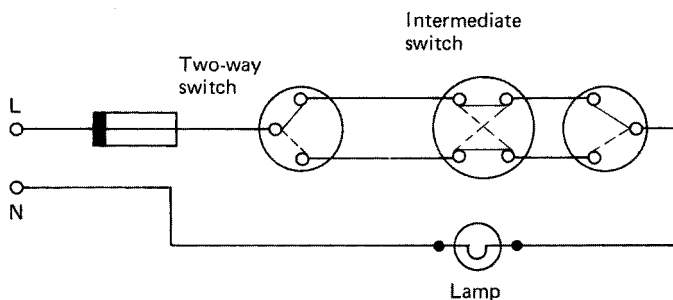 Intermediate
switch
Two-way
switch
L
N
Lamp